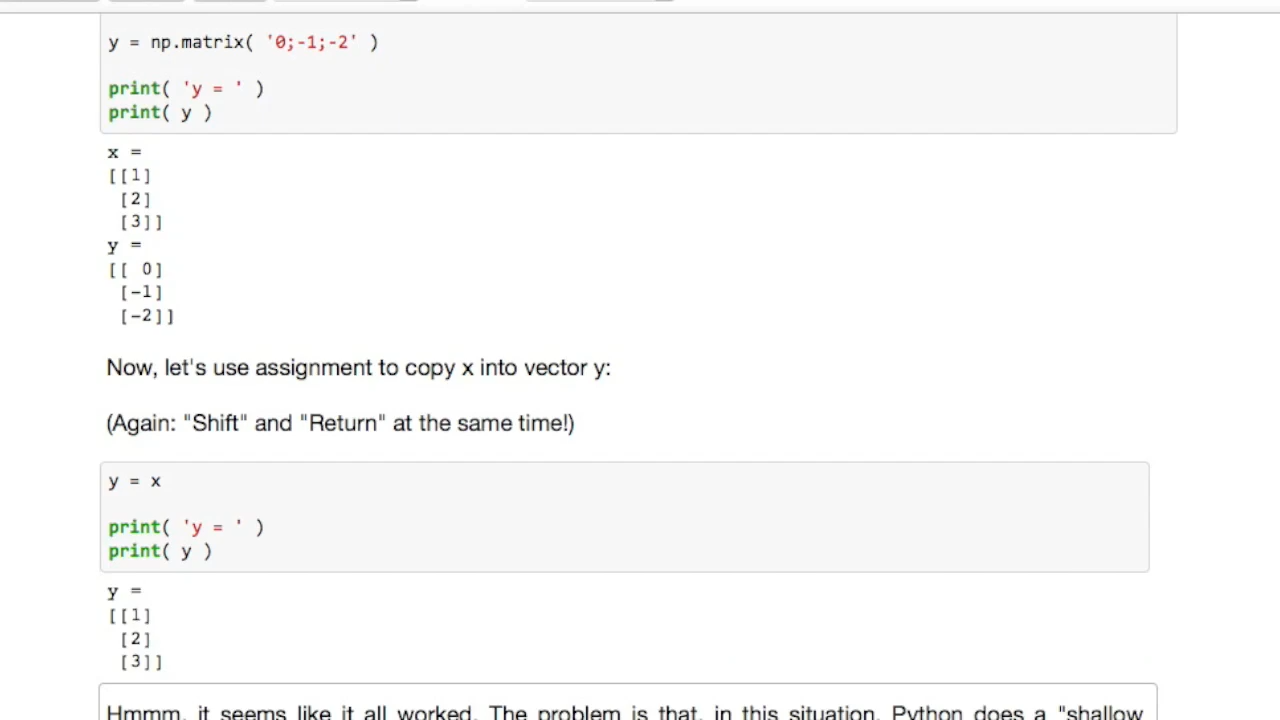 y = np.matrix( '0;-1;-2' )
print( 'y = ' )
print( y )
x =
[[1]
[2]
[3]]
y =
[[ 0]
[-1]
[-2]]
Now, let's use assignment to copy x into vector y:
(Again: "Shift" and "Return" at the same time!)
y = x
print( 'y = ' )
print( y )
y =
[[1]
[2]
[3]]
Hmmm, it seems like it all worked. The problem is that, in this situation, Python does a "shallow